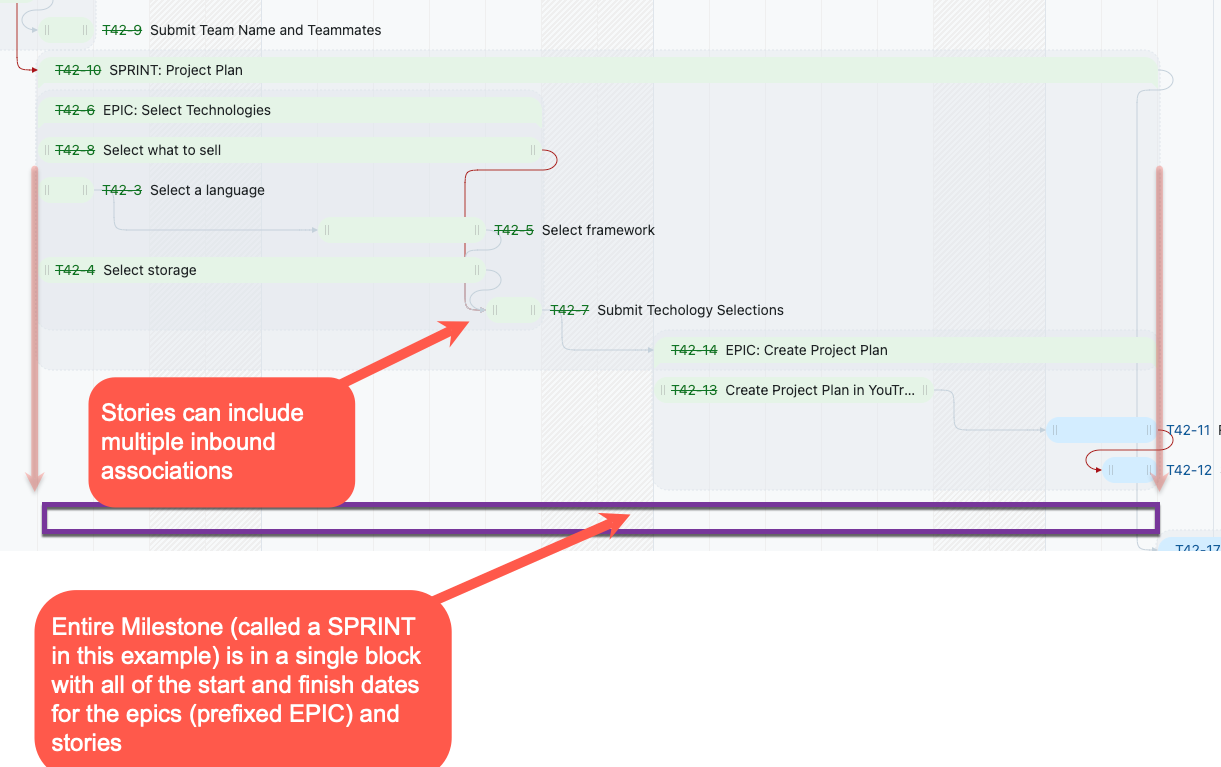 T42-9 Submit Team Name and Teammates
T42-10 SPRINT: Project Plan
T42-6 EPIC: Select Technologies
T42-8 Select what to sell
T42-3 Select a language
T42-5 Select framework
T42-4 Select storage
T42-7 Submit Techology Selections
T42-14 EPIC: Create Project Plan
T42-13 Create Project Plan in YouTr...
T42-11
T42-12
T42-17
Stories can include
multiple inbound
associations
Entire Milestone (called a SPRINT
in this example) is in a single block
with all of the start and finish dates
for the epics (prefixed EPIC) and
stories